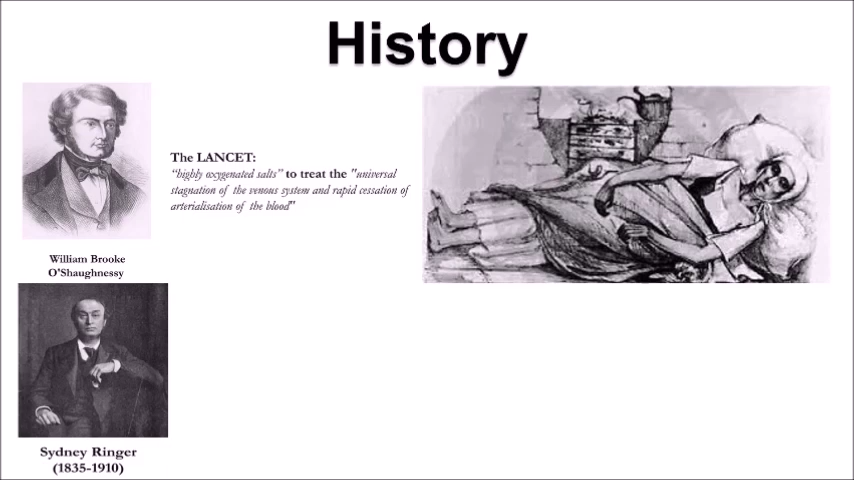 History
The LANCET:
“highly oxygenated salts” to treat the "universal
stagnation of the venous system and rapid cessation of
arterialisation of the blood"
William Brooke
O'Shaughnessy
Sydney Ringer
(1835-1910)